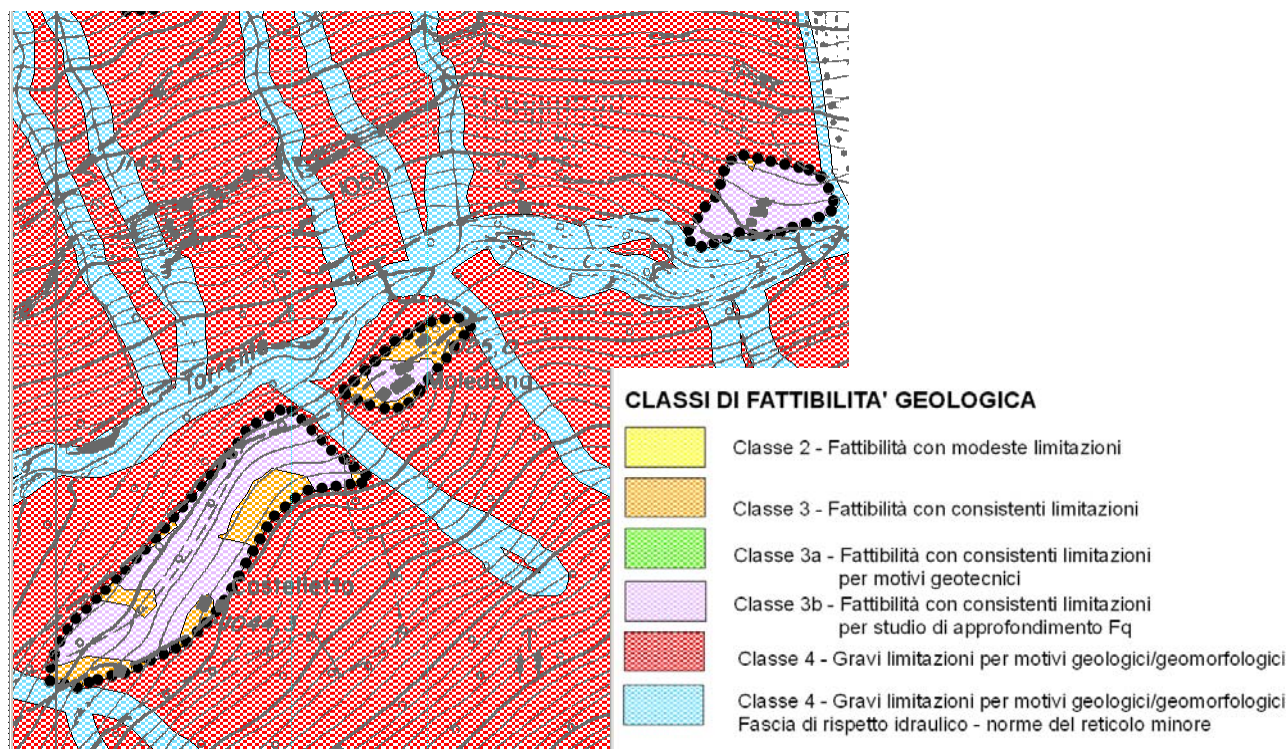 1050
Torrente
CLASSI DI FATTIBILITA' GEOLOGICA
Classe 2 - Fattibilità con modeste limitazioni
Classe 3 - Fattibilità con consistenti limitazioni
Classe 3a - Fattibilità con consistenti limitazioni
per motivi geotecnici
Classe 3b - Fattibilità con consistenti limitazioni
per studio di approfondimento Fq
Classe 4 - Gravi limitazioni per motivi geologici/geomorfologici
Classe 4 - Gravi limitazioni per motivi geologici/geomorfologici
Fascia di rispetto idraulico - norme del reticolo minore